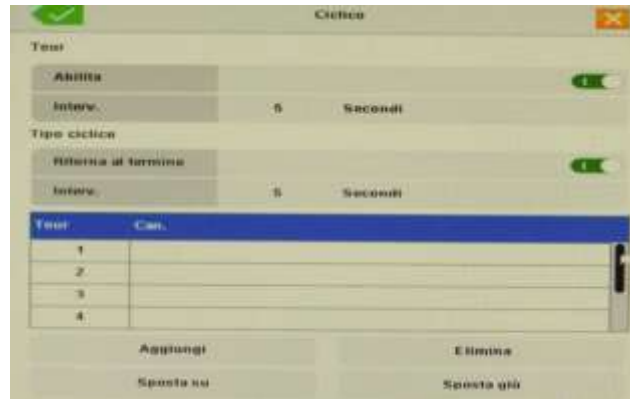 Ciclico
Tour
Abilita
Interv. 5 Secondi
Tipo ciclico
Ritorna al termine
Interv. 5 Secondi
Tour Can.
1
2
3
4
Aggiungi Elimina
Sposta su Sposta giù